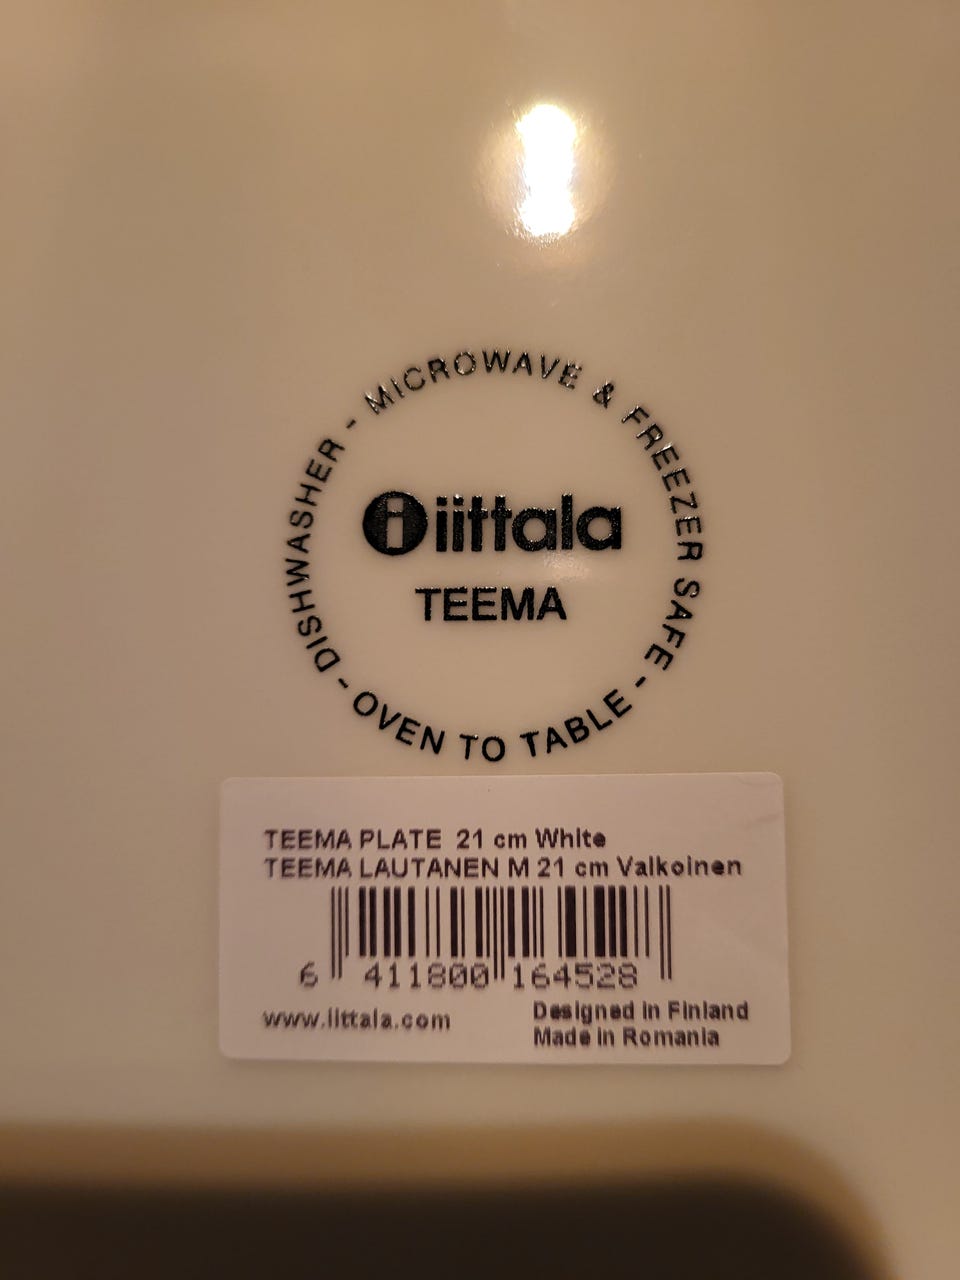 DISHWASHER - MICROWAVE & FREEZER SAFE - OVEN TO TABLE -
i iittala
TEEMA
TEEMA PLATE 21 cm White
TEEMA LAUTANEN M 21 cm Valkoinen
6 411800 164528
www.iittala.com
Designed in Finland
Made in Romania